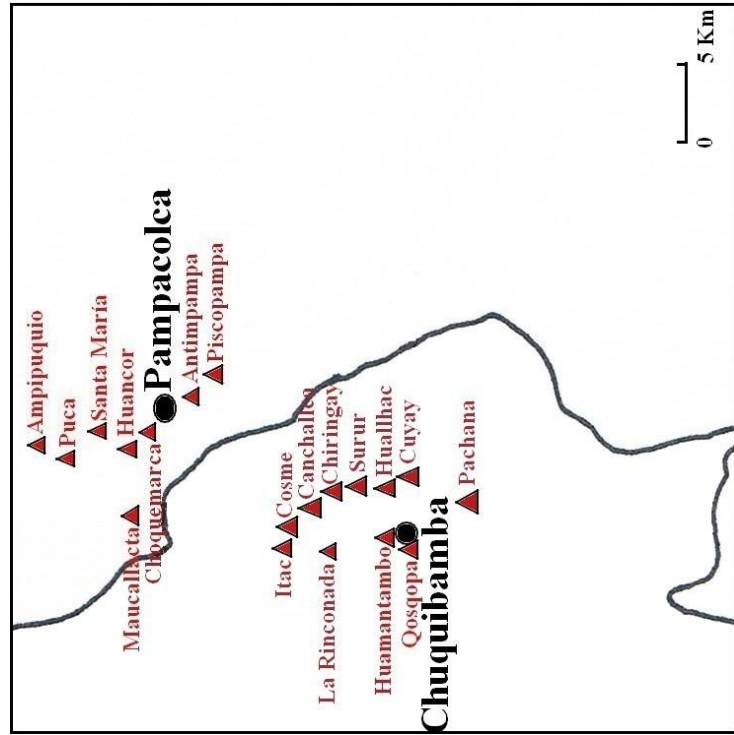 Ampipuquio
Puca
Santa María
Huancor
Pampacolca
Choquemarca
Maucallacta
Antimpampa
Piscopampa
Itac
Cosme
Canchallca
Chiringay
La Rinconada
Surur
Huallhac
Huamantambo
Cuyay
Qosqopa
Chuquibamba
Pachana
0 5 Km